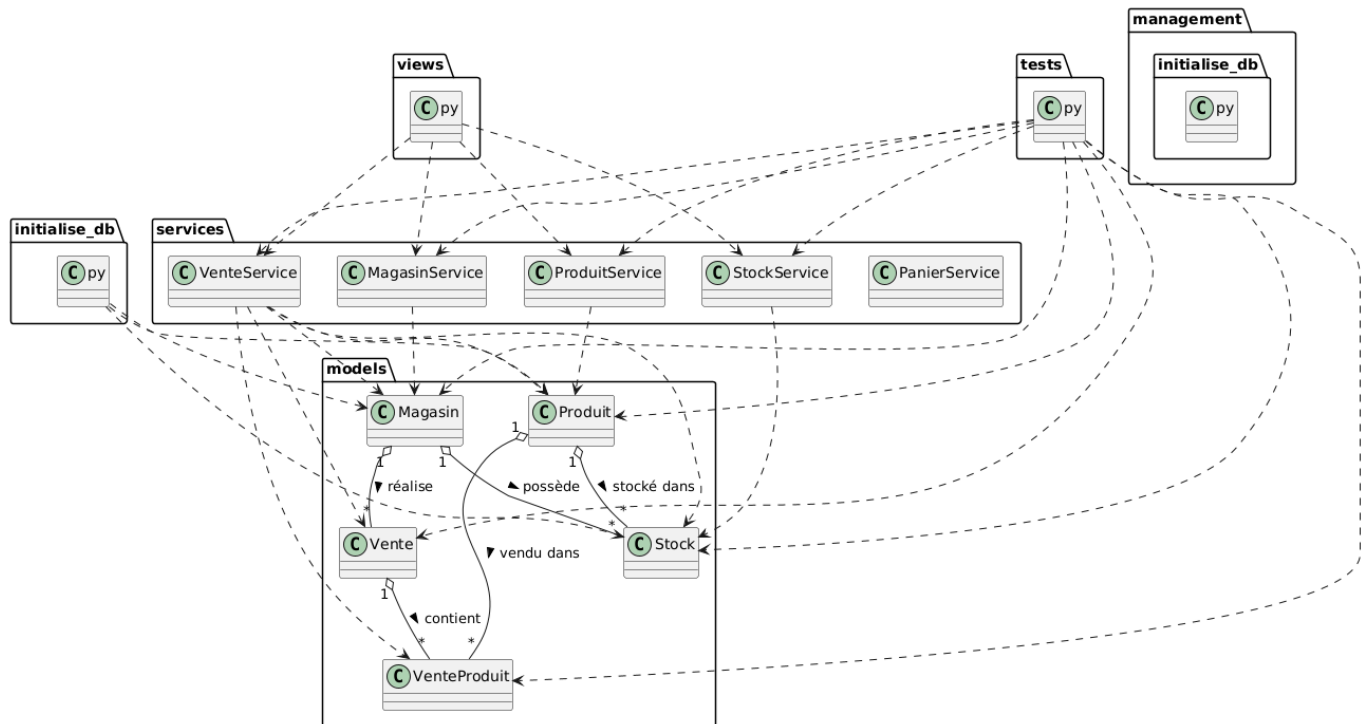 management
views
tests
initialise_db
C py
C py
C py
initialise_db
services
C py
C VenteService
C MagasinService
C ProduitService
C StockService
C PanierService
models
C Magasin
C Produit
1
1
1
1
réalise
possède
stocké dans
*
*
*
C Vente
C Stock
vendu dans
1
contient
*
*
C VenteProduit